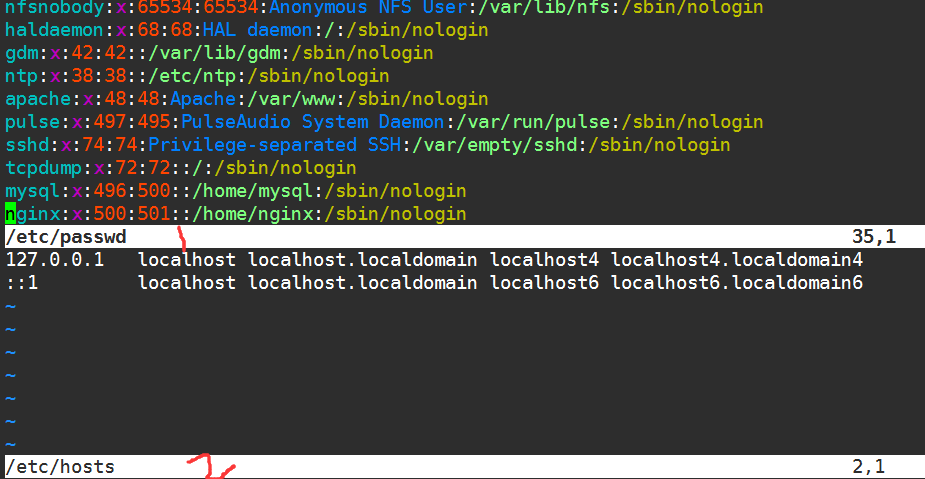 nfsnobody:x:65534:65534:Anonymous NFS User:/var/lib/nfs:/sbin/nologin
haldaemon:x:68:68:HAL daemon:/:/sbin/nologin
gdm:x:42:42::/var/lib/gdm:/sbin/nologin
ntp:x:38:38::/etc/ntp:/sbin/nologin
apache:x:48:48:Apache:/var/www:/sbin/nologin
pulse:x:497:495:PulseAudio System Daemon:/var/run/pulse:/sbin/nologin
sshd:x:74:74:Privilege-separated SSH:/var/empty/sshd:/sbin/nologin
tcpdump:x:72:72::/:/sbin/nologin
mysql:x:496:500::/home/mysql:/sbin/nologin
nginx:x:500:501::/home/nginx:/sbin/nologin
/etc/passwd 1 35,1
127.0.0.1   localhost localhost.localdomain localhost4 localhost4.localdomain4
::1         localhost localhost.localdomain localhost6 localhost6.localdomain6
~
~
~
~
~
~
~
/etc/hosts 2 2,1